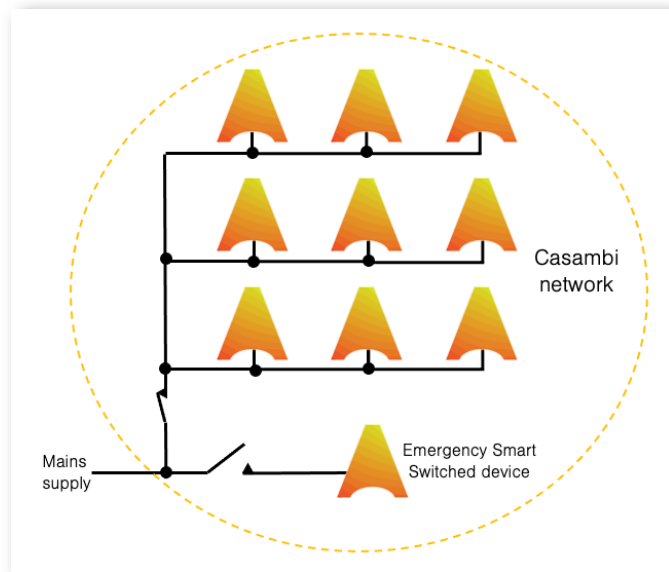 Casambi
network
Emergency Smart
Switched device
Mains
supply